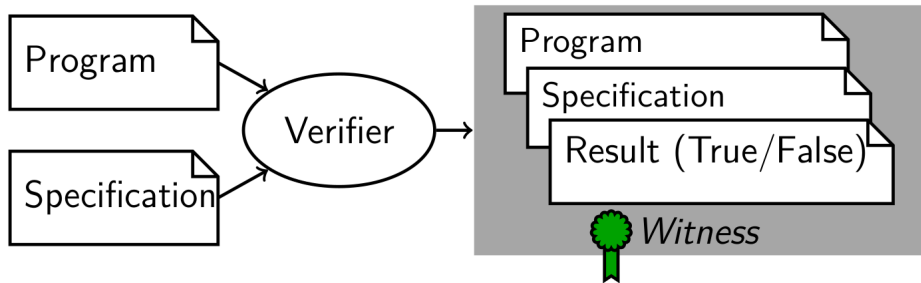 Program
Specification
Verifier
Program
Specification
Result (True/False)
Witness